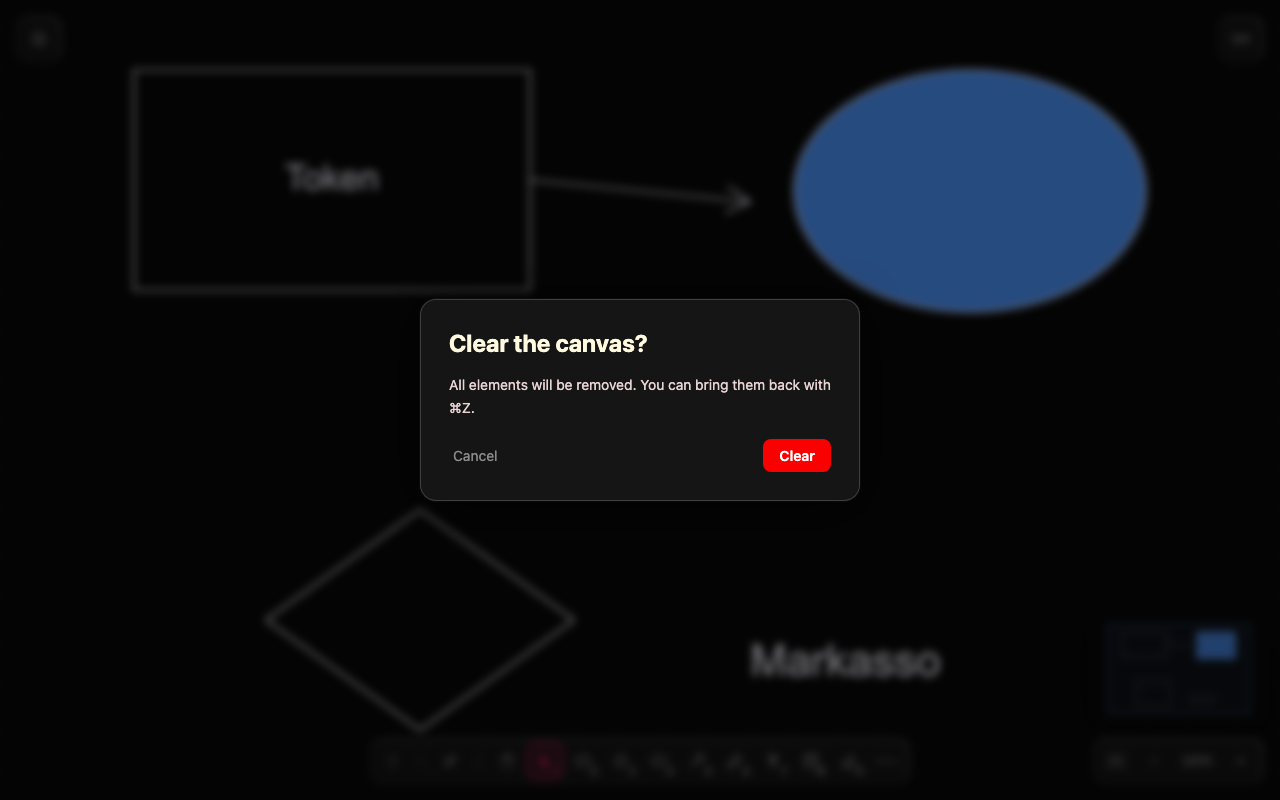 Token
Clear the canvas?
All elements will be removed. You can bring them back with
⌘Z.
Cancel
Clear
Markasso